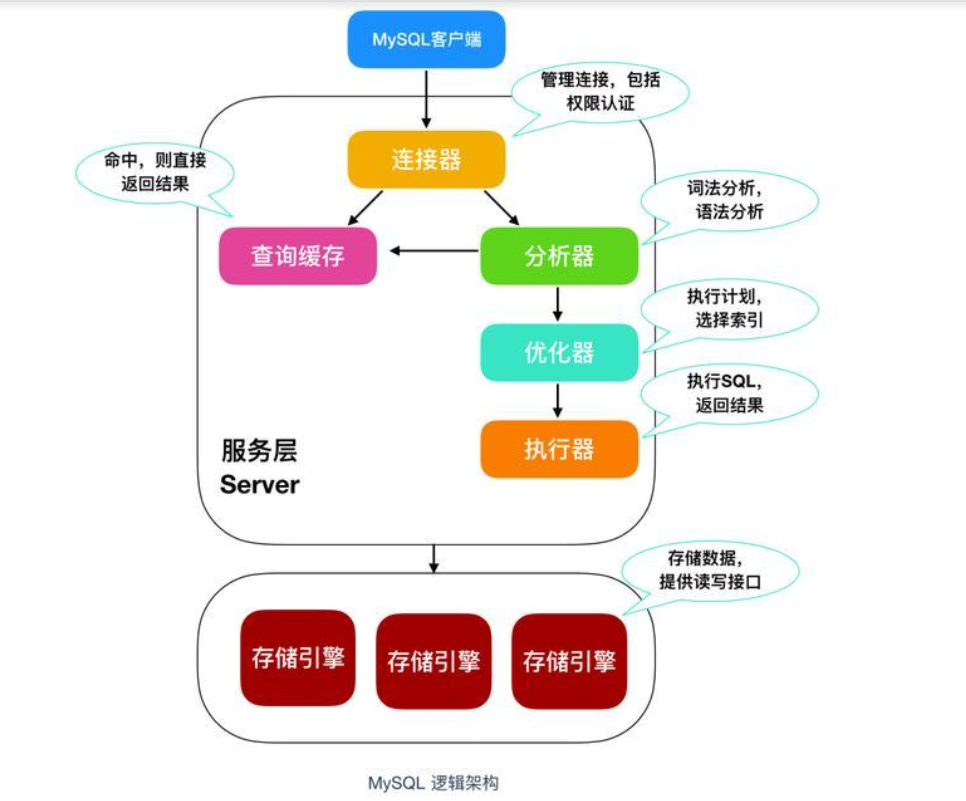 MySQL客户端
管理连接，包括
权限认证
连接器
命中，则直接
返回结果
词法分析，
语法分析
查询缓存
分析器
执行计划，
选择索引
优化器
执行SQL，
返回结果
执行器
服务层
Server
存储数据，
提供读写接口
存储引擎
存储引擎
存储引擎
MySQL 逻辑架构